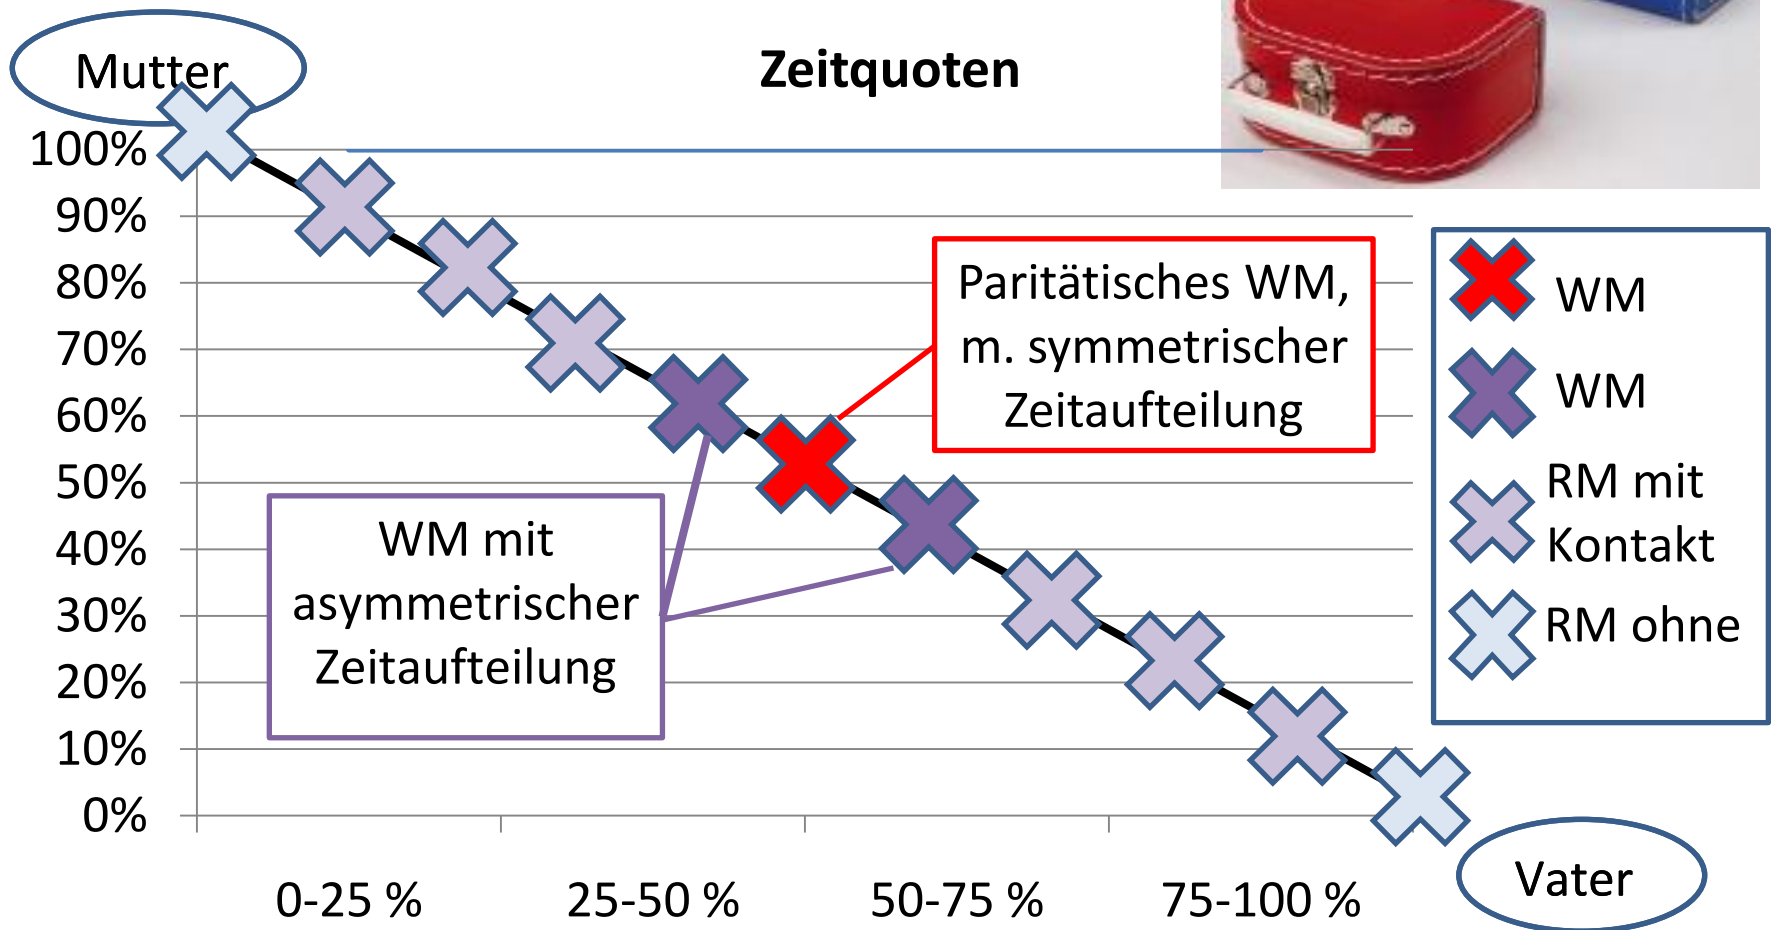 Mutter
Zeitquoten
100%
90%
80%
70%
60%
50%
40%
30%
20%
10%
0%
Paritätisches WM,
m. symmetrischer
Zeitaufteilung
WM mit
asymmetrischer
Zeitaufteilung
WM
WM
RM mit
Kontakt
RM ohne
0-25 %
25-50 %
50-75 %
75-100 %
Vater